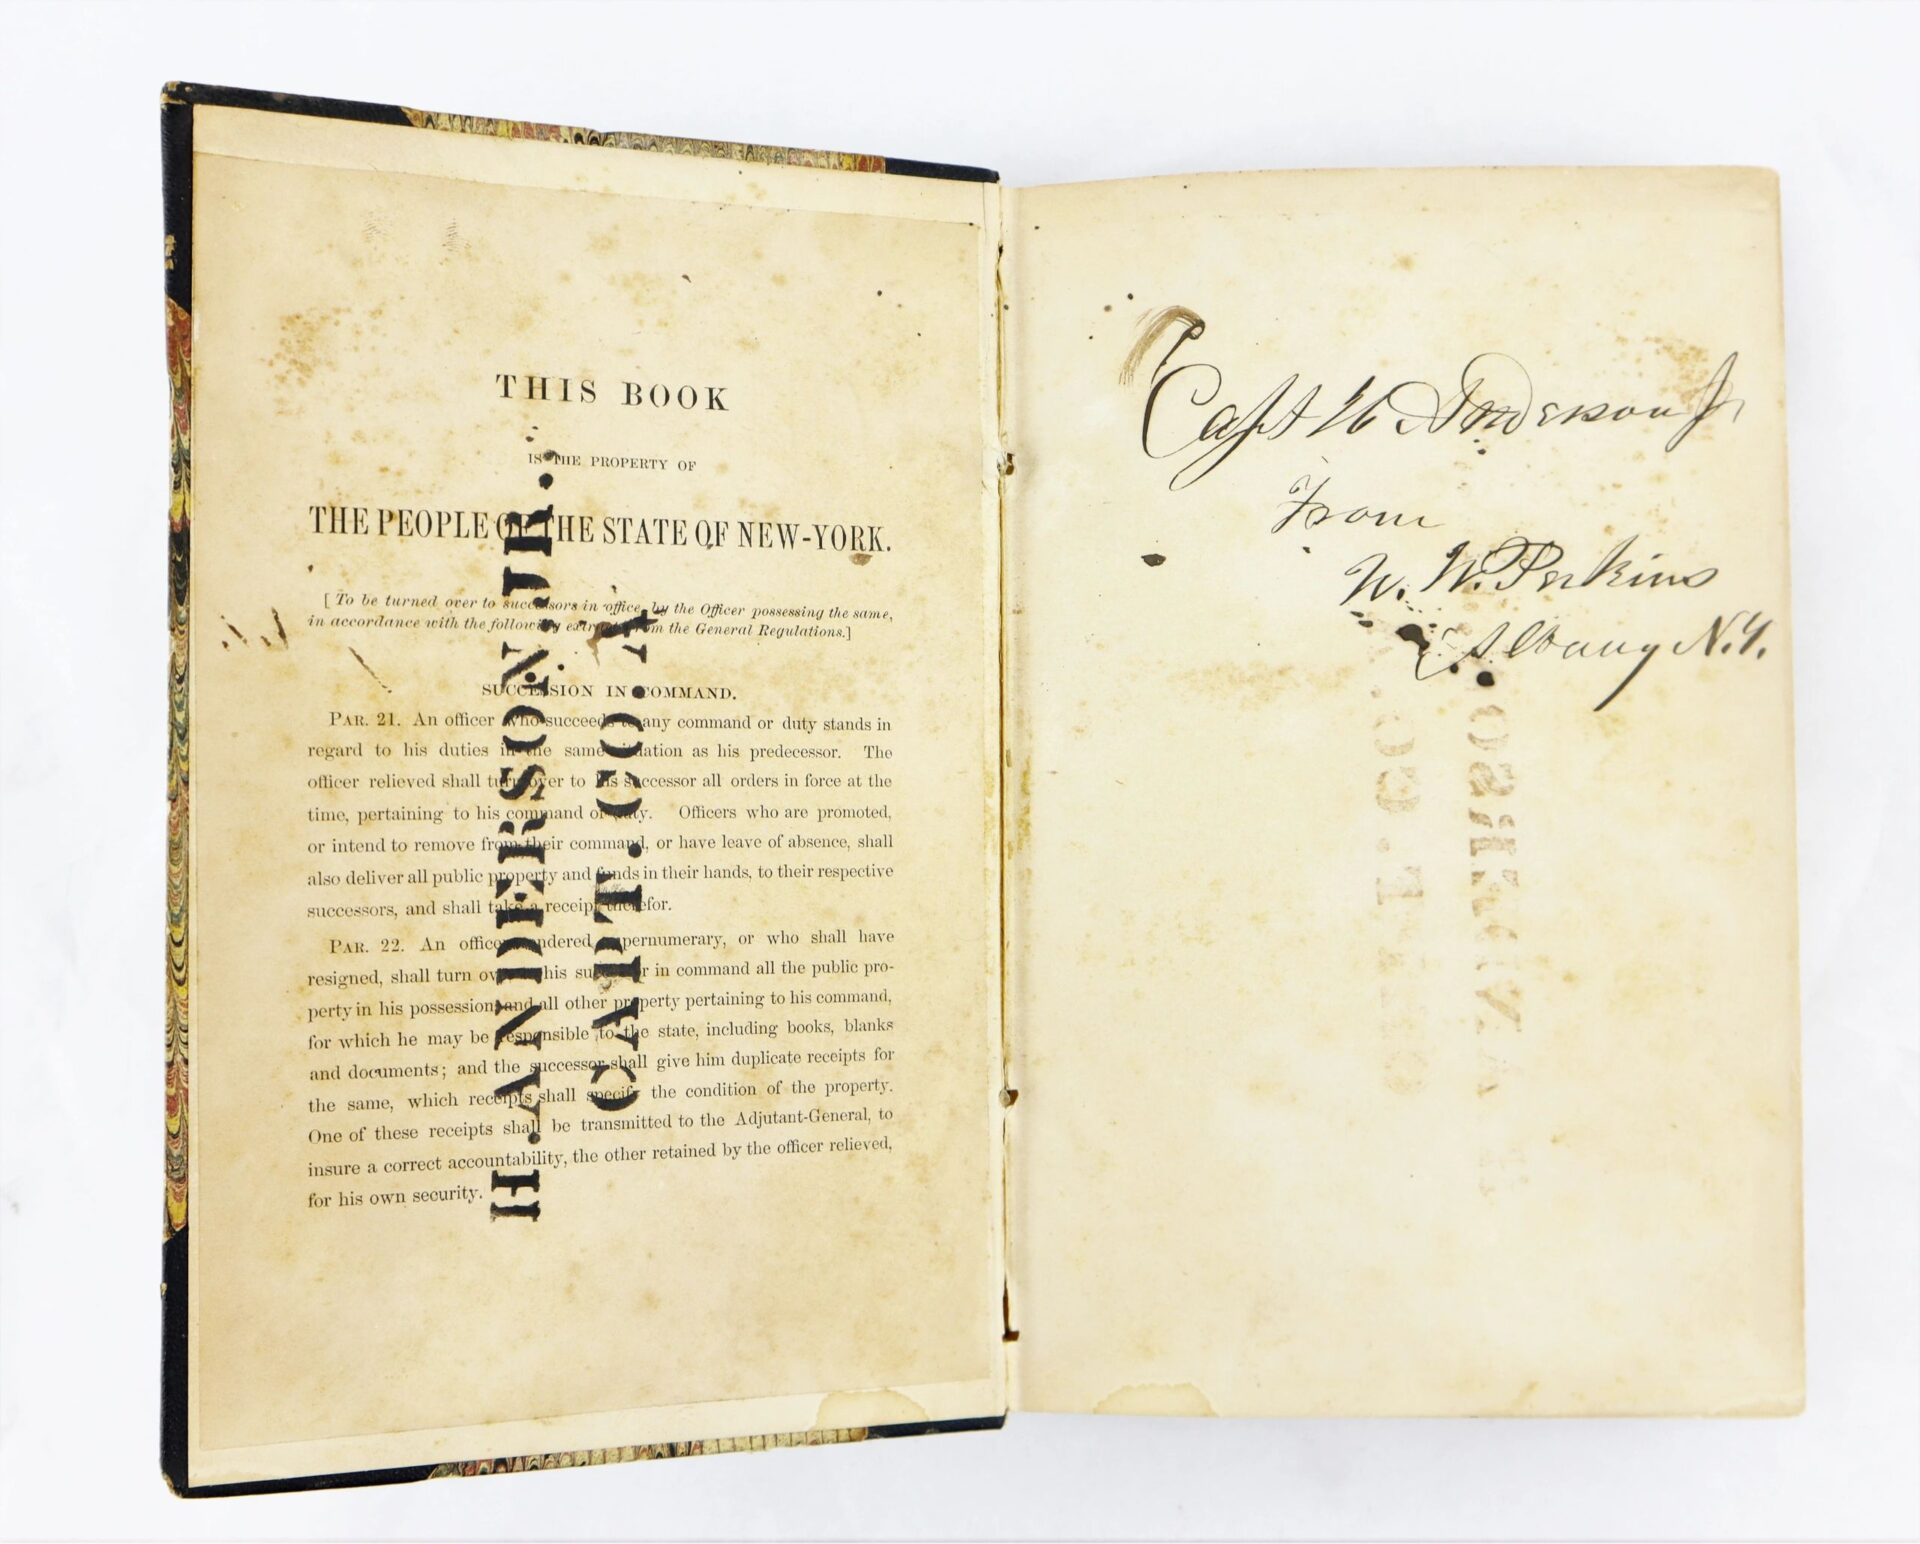 THIS BOOK
IS THE PROPERTY OF
THE PEOPLE OF THE STATE OF NEW-YORK.
[To be turned over to successors in office, by the Officer possessing the same,
in accordance with the following extract from the General Regulations.]
SUCCESSION IN COMMAND.
PAR. 21. An officer who succeeds to any command or duty stands in
regard to his duties in the same situation as his predecessor. The
officer relieved shall turn over to his successor all orders in force at the
time, pertaining to his command or duty. Officers who are promoted,
or intend to remove from their command, or have leave of absence, shall
also deliver all public property and funds in their hands, to their respective
successors, and shall take a receipt therefor.
PAR. 22. An officer rendered supernumerary, or who shall have
resigned, shall turn over to his successor in command all the public pro-
perty in his possession, and all other property pertaining to his command,
for which he may be responsible to the state, including books, blanks
and documents; and the successor shall give him duplicate receipts for
the same, which receipts shall specify the condition of the property.
One of these receipts shall be transmitted to the Adjutant-General, to
insure a correct accountability, the other retained by the officer relieved,
for his own security.
H. ANDERSON JR.
CAPT. CO. A.
Capt H Anderson Jr
From
W. W. Perkins
Albany N.Y.